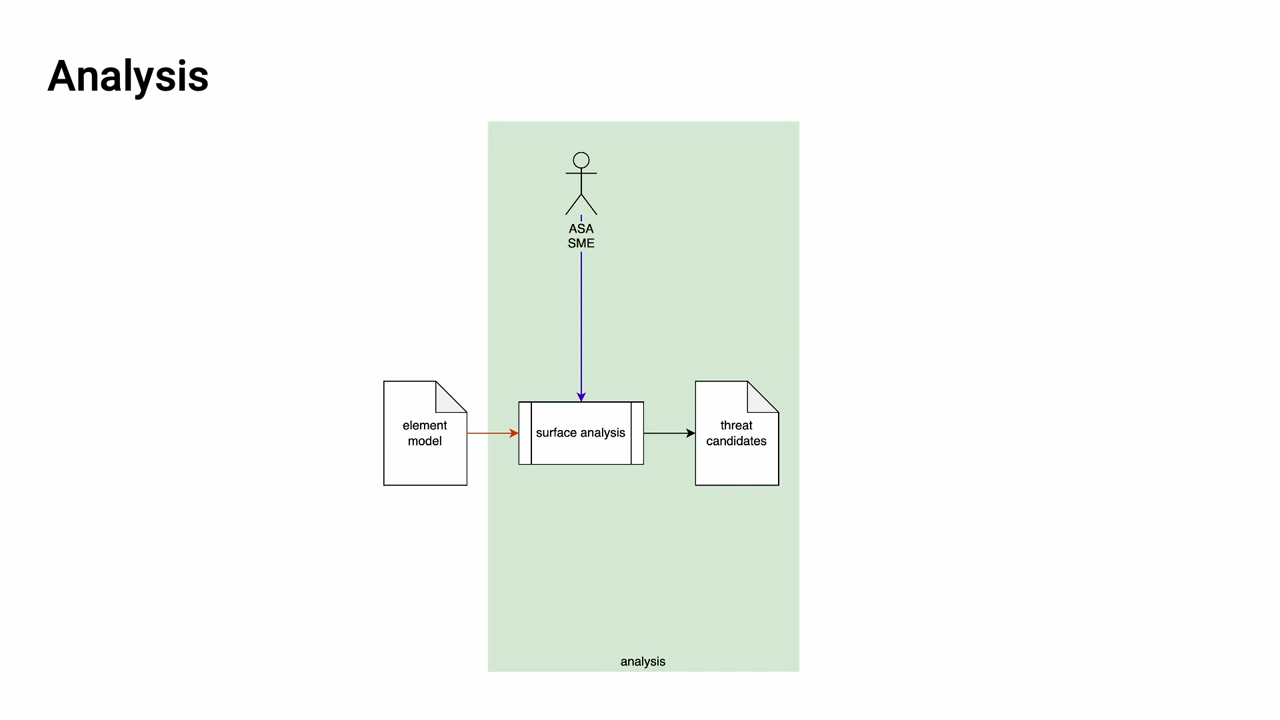 Analysis
ASA
SME
element
model
surface analysis
threat
candidates
analysis